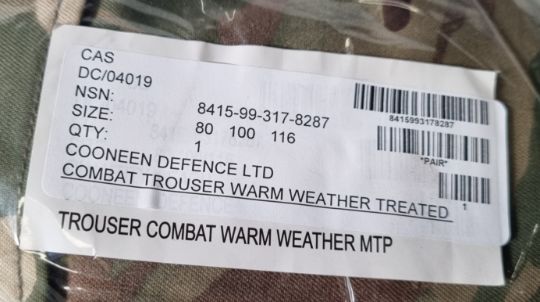 CAS
DC/04019
NSN: 8415-99-317-8287
SIZE: 80 100 116
QTY: 1
COONEEN DEFENCE LTD
COMBAT TROUSER WARM WEATHER TREATED
8415993178287
*PAIR*
1
TROUSER COMBAT WARM WEATHER MTP